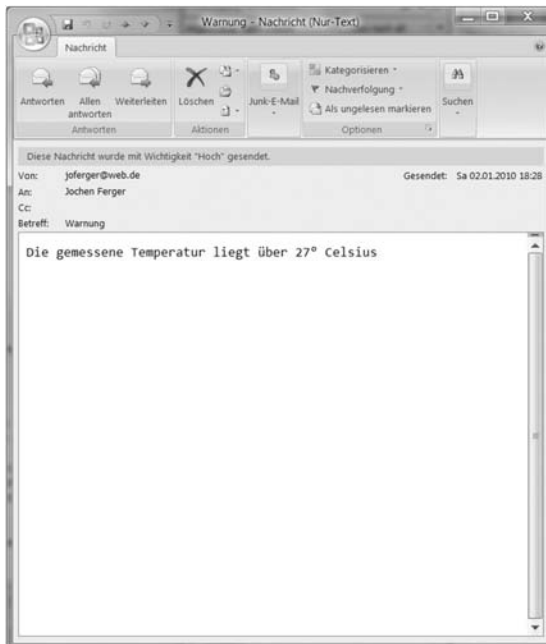 Warnung - Nachricht (Nur-Text)
Nachricht
Antworten
Allen antworten
Weiterleiten
Löschen
Junk-E-Mail
Kategorisieren
Nachverfolgung
Als ungelesen markieren
Suchen
Antworten
Aktionen
Optionen
Diese Nachricht wurde mit Wichtigkeit "Hoch" gesendet.
Von: joferger@web.de Gesendet: Sa 02.01.2010 18:28
An: Jochen Ferger
Cc:
Betreff: Warnung
Die gemessene Temperatur liegt über 27° Celsius